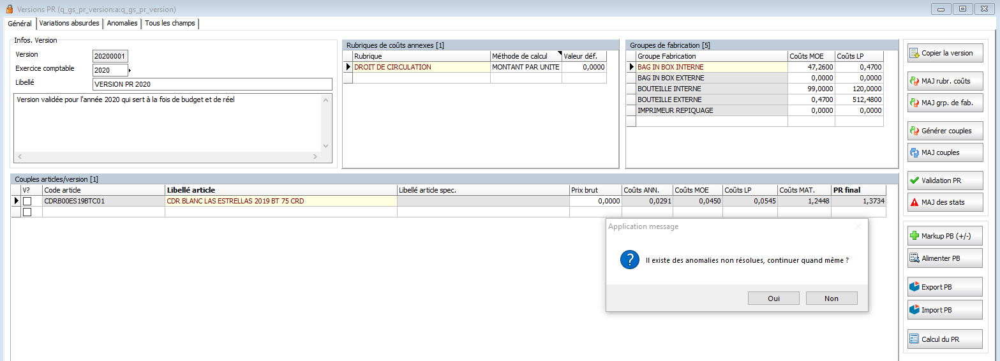 Versions PR (q_gs_pr_version:a:q_gs_pr_version)
Général Variations absurdes Anomalies Tous les champs
Infos. Version
Version 20200001
Exercice comptable 2020
Libellé VERSION PR 2020
Version validée pour l'année 2020 qui sert à la fois de budget et de réel
Rubriques de coûts annexes [1]
Rubrique Méthode de calcul Valeur déf.
DROIT DE CIRCULATION MONTANT PAR UNITE 0,0000
Groupes de fabrication [5]
Groupe Fabrication Coûts MOE Coûts LP
BAG IN BOX INTERNE 47,2600 0,4700
BAG IN BOX EXTERNE 0,0000 0,0000
BOUTEILLE INTERNE 99,0000 120,0000
BOUTEILLE EXTERNE 0,4700 512,4800
IMPRIMEUR REPIQUAGE 0,0000 0,0000
Couples articles/version [1]
V? Code article Libellé article Libellé article spec. Prix brut Coûts ANN. Coûts MOE Coûts LP Coûts MAT. PR final
CDRB00ES19BTC01 CDR BLANC LAS ESTRELLAS 2019 BT 75 CRD 0,0000 0,0291 0,0450 0,0545 1,2448 1,3734
Application message
Il existe des anomalies non résolues, continuer quand même ?
Oui Non
Copier la version
MAJ rubr. coûts
MAJ grp. de fab.
Générer couples
MAJ couples
Validation PR
MAJ des stats
Markup PB (+/-)
Alimenter PB
Export PB
Import PB
Calcul du PR